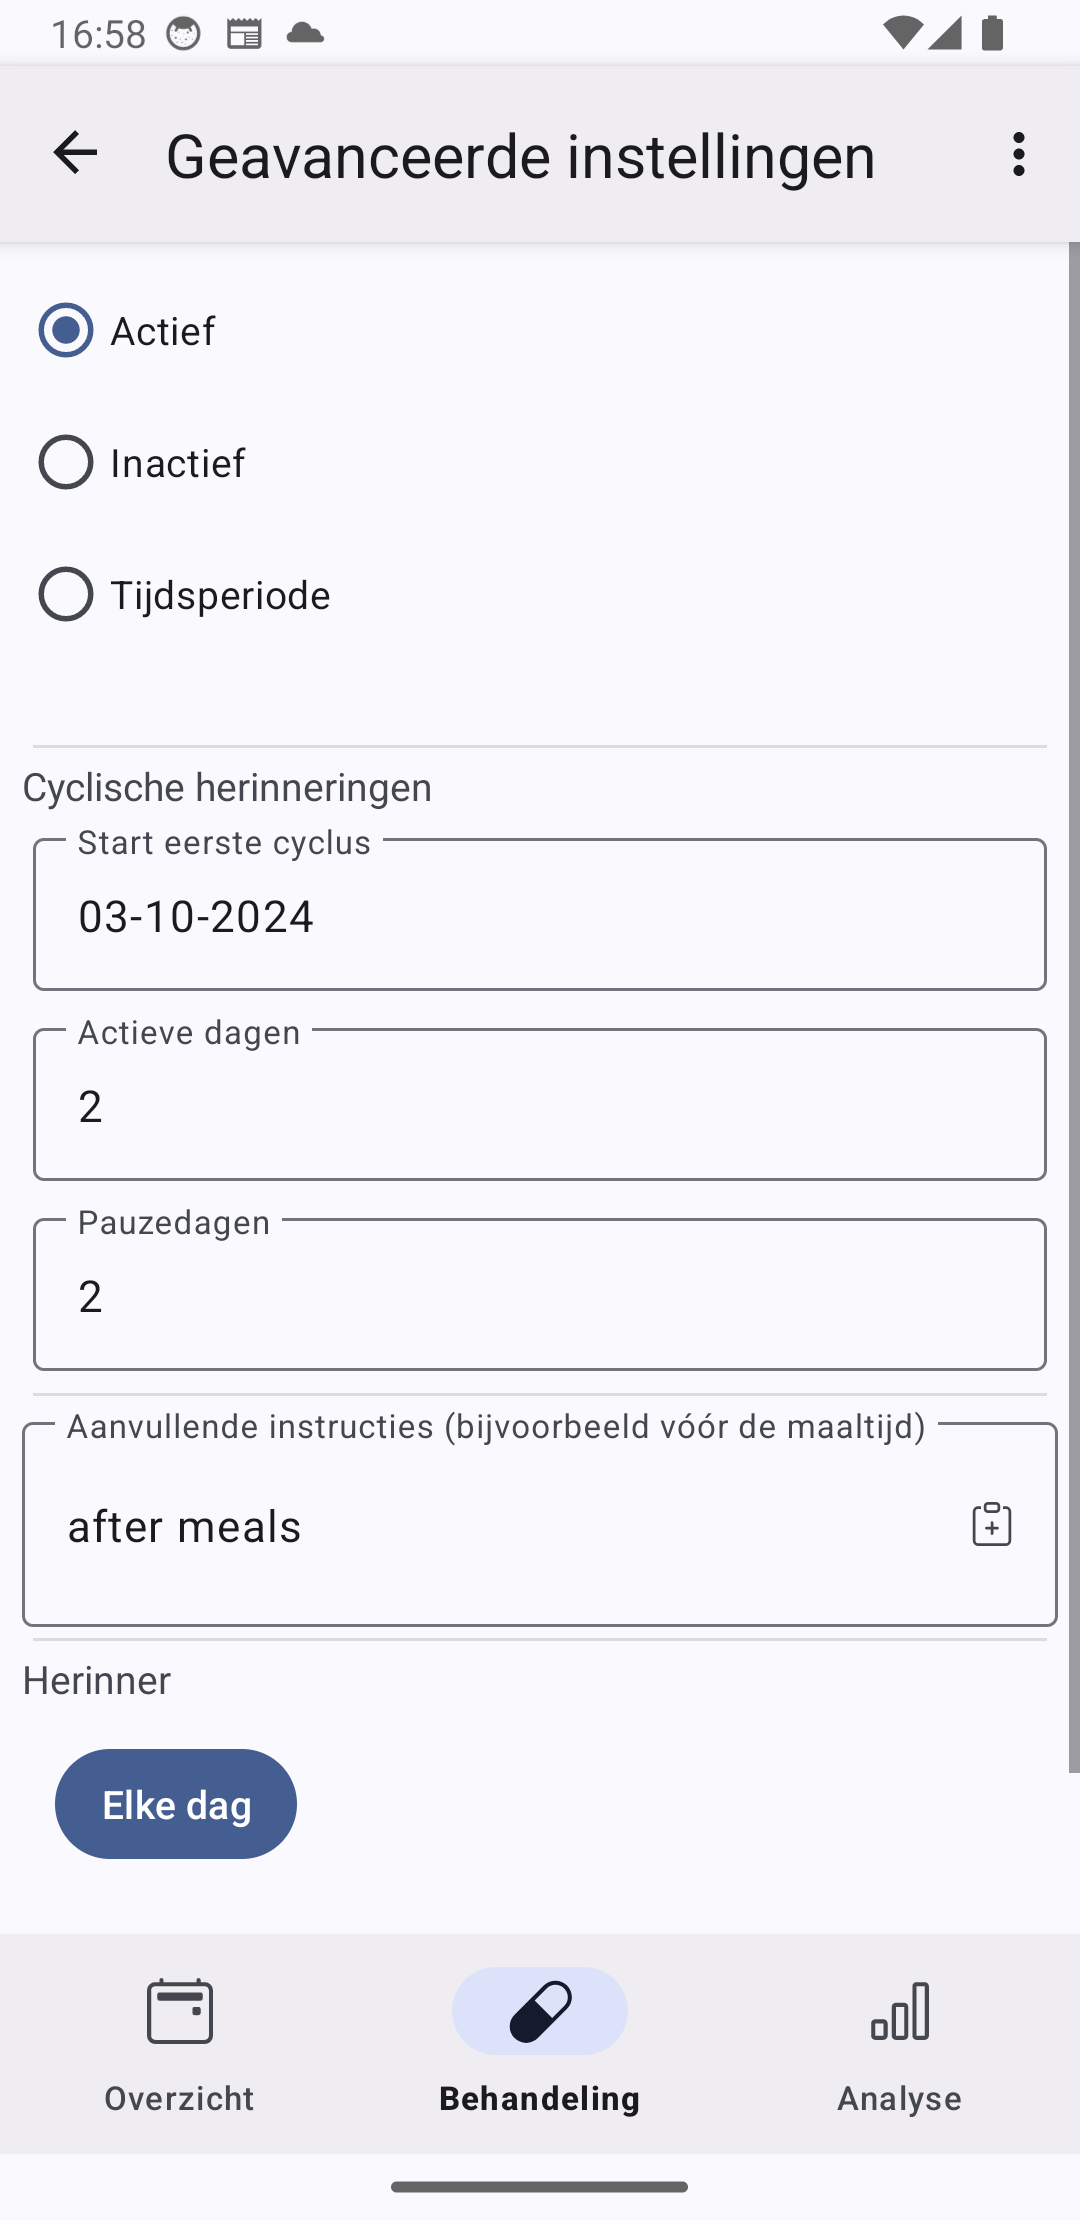 16:58
Geavanceerde instellingen
Actief
Inactief
Tijdsperiode
Cyclische herinneringen
Start eerste cyclus
03-10-2024
Actieve dagen
2
Pauzedagen
2
Aanvullende instructies (bijvoorbeeld vóór de maaltijd)
after meals
Herinner
Elke dag
Overzicht
Behandeling
Analyse